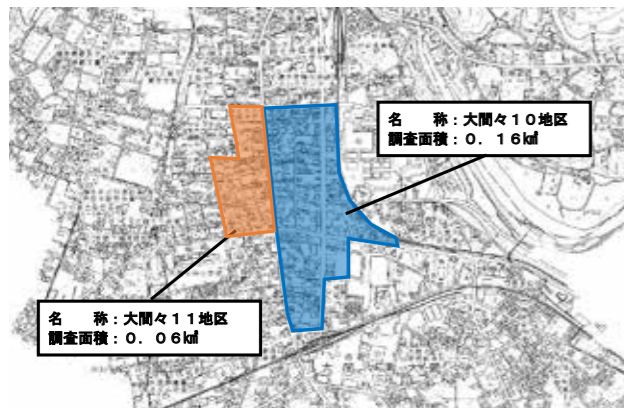 名　　称：大間々１０地区
調査面積：０．１６㎢
名　　称：大間々１１地区
調査面積：０．０６㎢